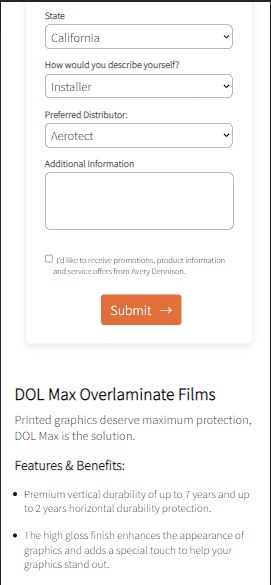 State
California
How would you describe yourself?
Installer
Preferred Distributor:
Aerotect
Additional Information
I'd like to receive promotions, product information
and service offers from Avery Dennison.
Submit →
DOL Max Overlaminate Films
Printed graphics deserve maximum protection,
DOL Max is the solution.
Features & Benefits:
• Premium vertical durability of up to 7 years and up
to 2 years horizontal durability protection.
• The high gloss finish enhances the appearance of
graphics and adds a special touch to help your
graphics stand out.